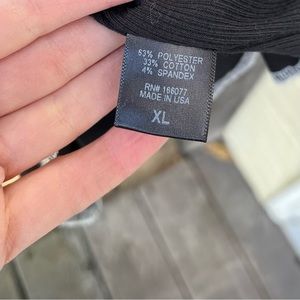 63% POLYESTER
33% COTTON
4% SPANDEX
RN# 166077
MADE IN USA
XL